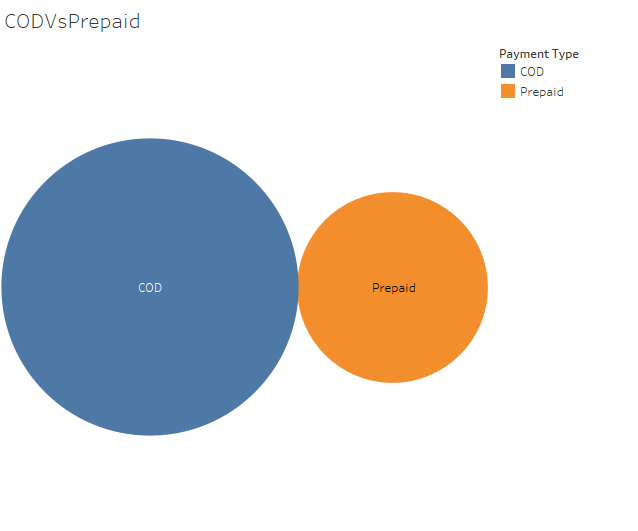 CODVsPrepaid
Payment Type
COD
Prepaid
COD
Prepaid